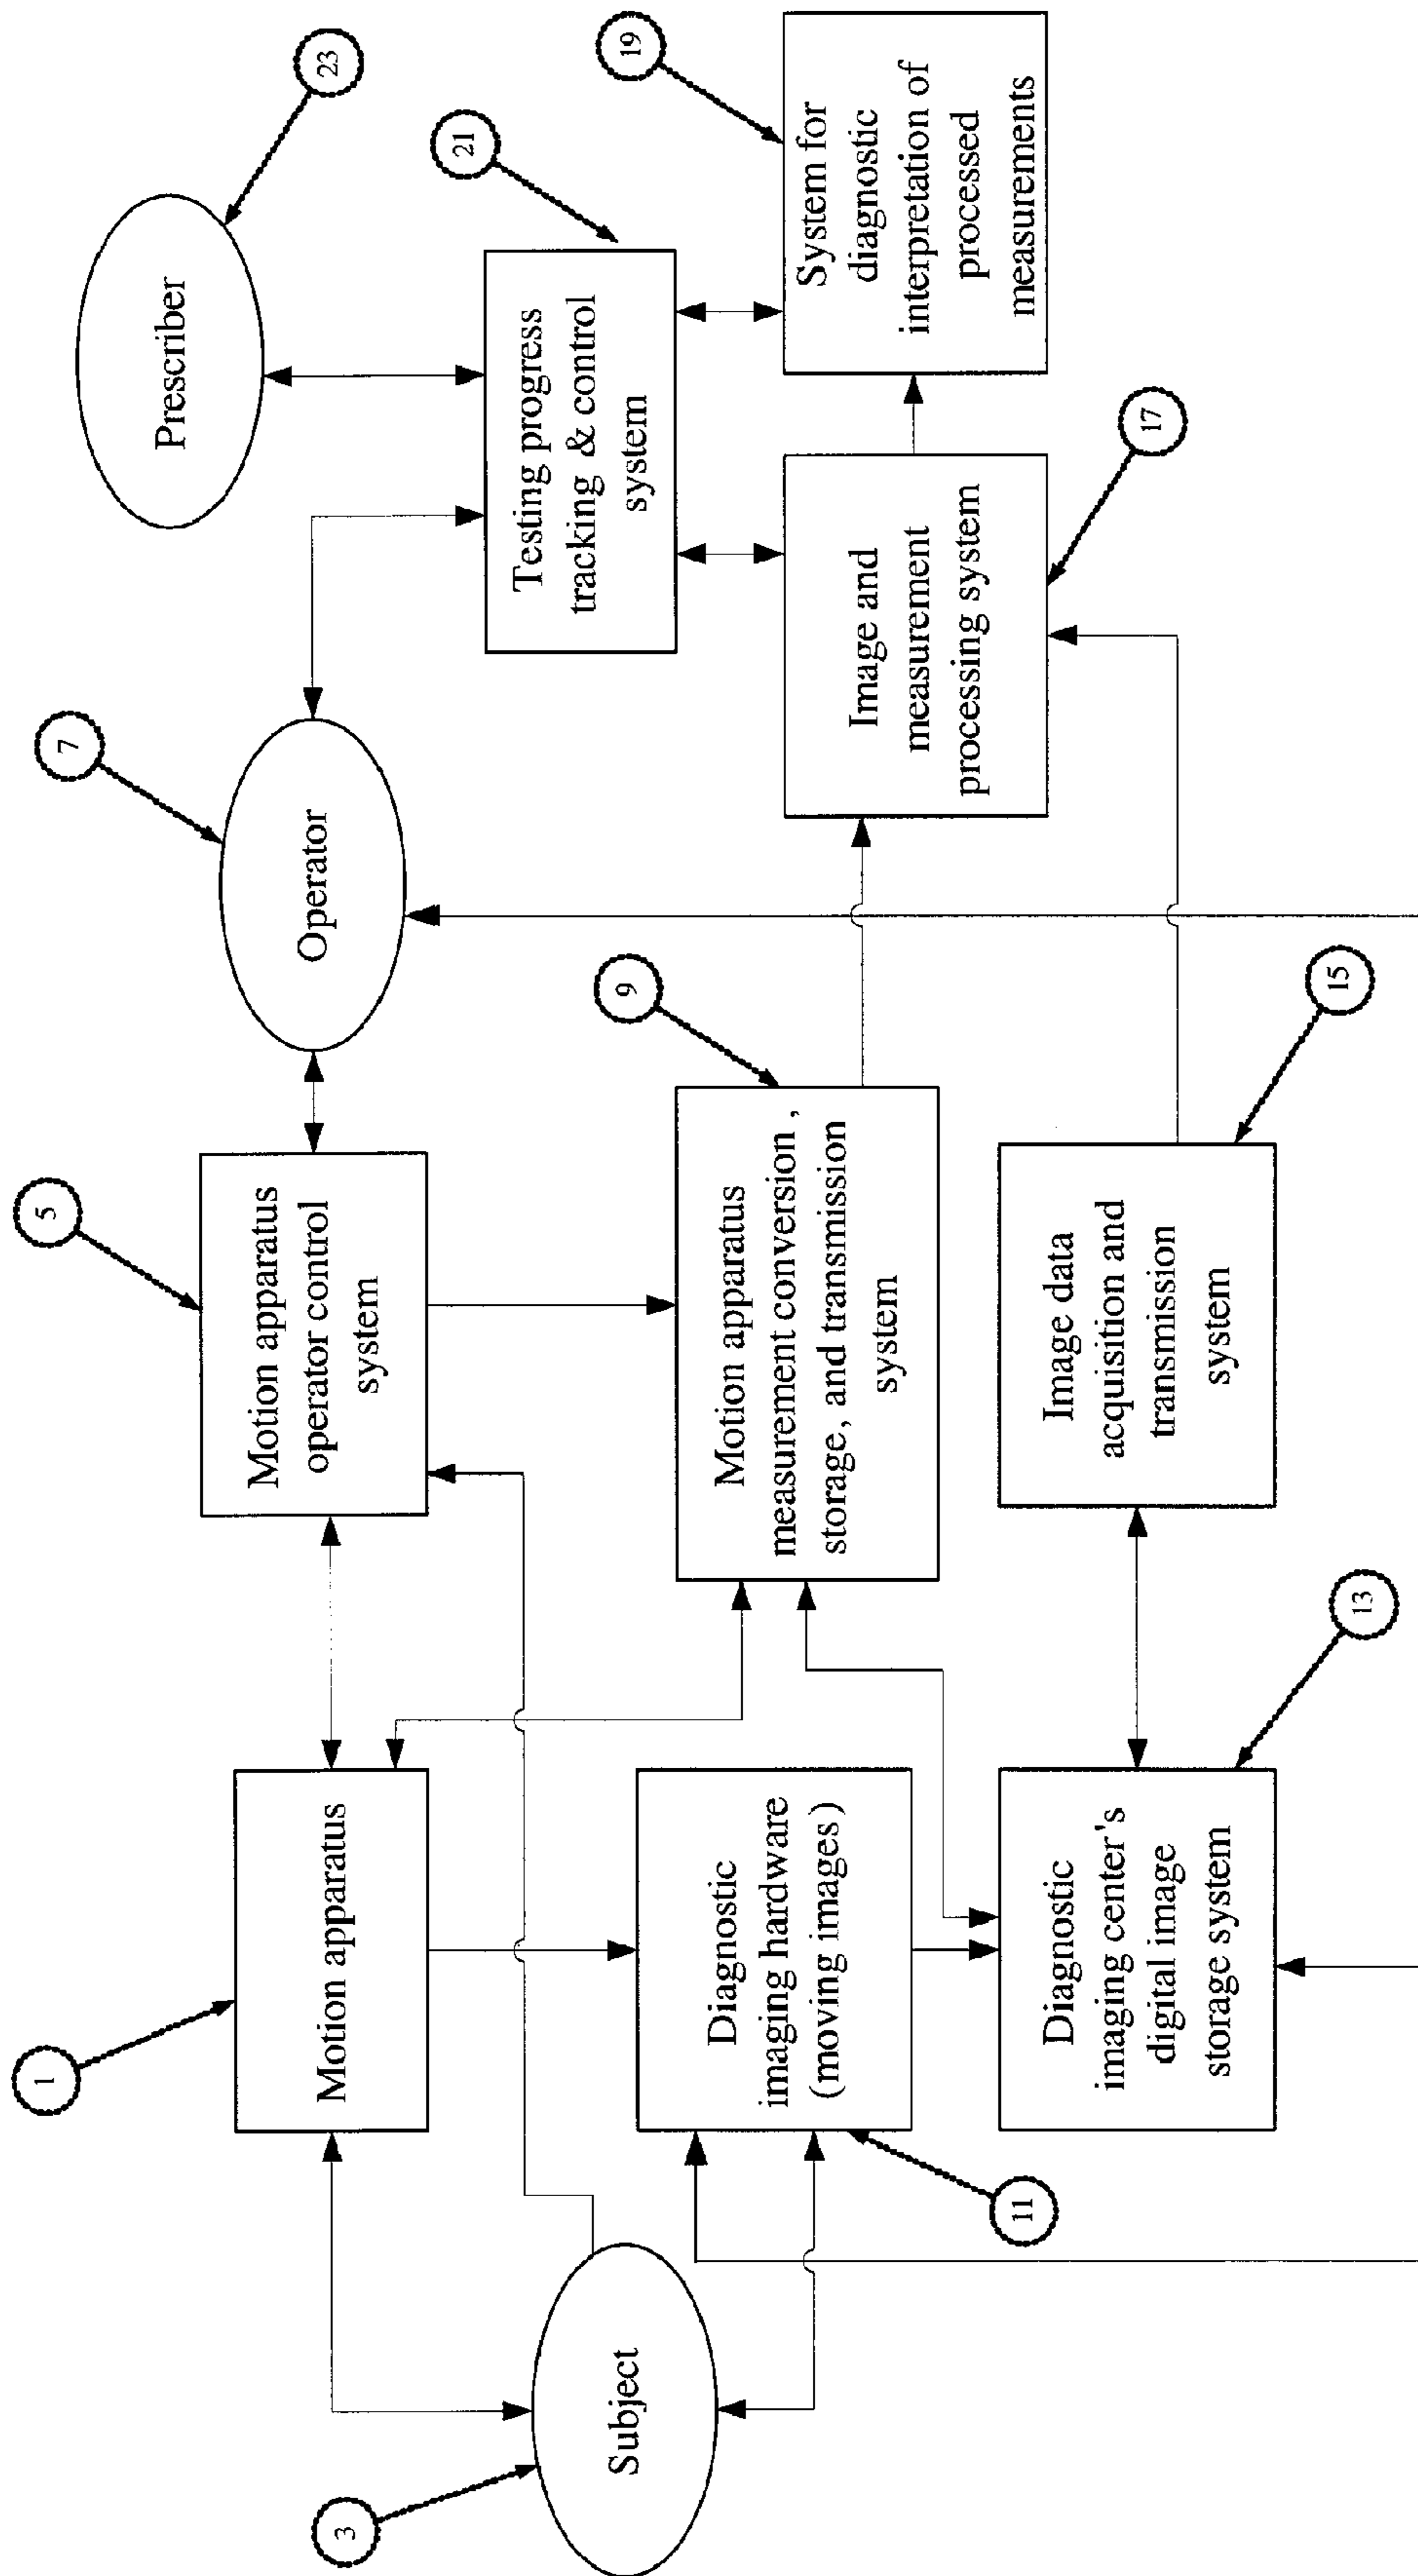 1
Motion apparatus
5
Motion apparatus
operator control
system
7
Operator
Prescriber
23
3
Subject
Diagnostic
imaging hardware
(moving images)
11
Motion apparatus
measurement conversion ,
storage, and transmission
system
9
Testing progress
tracking & control
system
21
Diagnostic
imaging center's
digital image
storage system
13
Image data
acquisition and
transmission
system
15
Image and
measurement
processing system
17
System for
diagnostic
interpretation of
processed
measurements
19